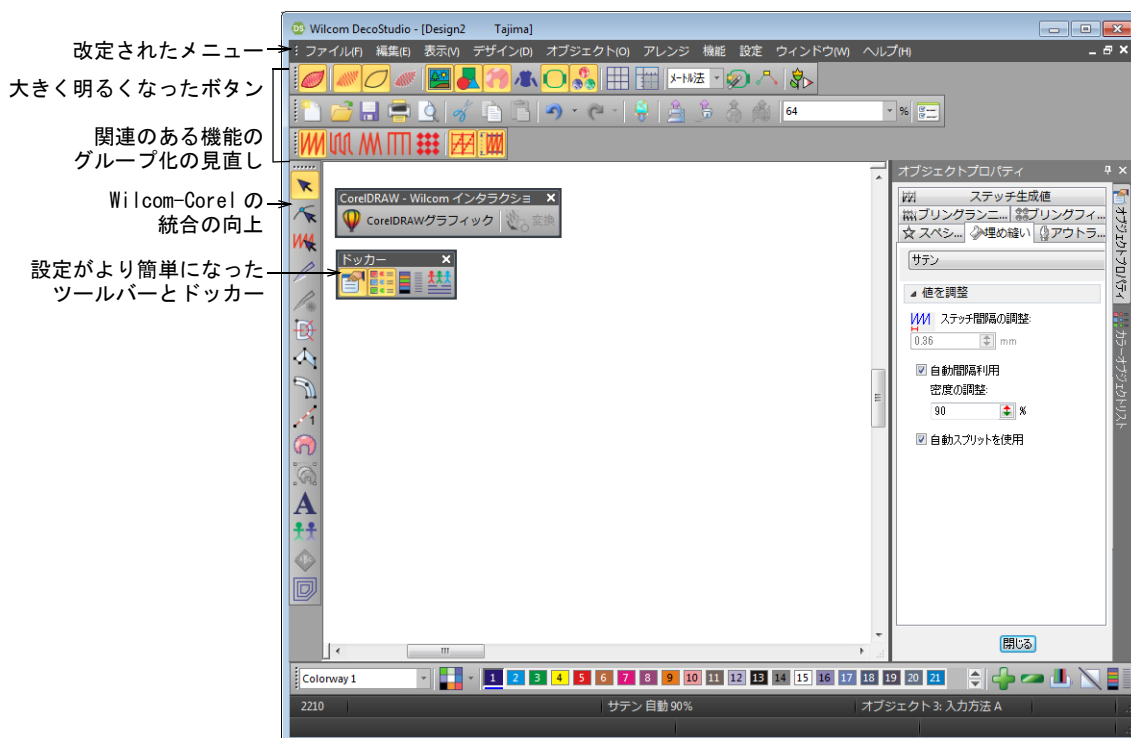 改定されたメニュー
大きく明るくなったボタン
関連のある機能の
グループ化の見直し
Wilcom-Corel の
統合の向上
設定がより簡単になった
ツールバーとドッカー
DS Wilcom DecoStudio - [Design2 Tajima]
ファイル(F) 編集(E) 表示(V) デザイン(D) オブジェクト(O) アレンジ 機能 設定 ウィンドウ(W) ヘルプ(H)
メートル法
64 %
CorelDRAW - Wilcom インタラクショ
CorelDRAWグラフィック 変換
ドッカー
オブジェクトプロパティ
ステッチ生成値
ブリングランニ... ブリングフィ...
スペシ... 埋め縫い アウトラ...
サテン
値を調整
ステッチ間隔の調整:
0.36 mm
自動間隔利用
密度の調整:
90 %
自動スプリットを使用
閉じる
オブジェクトプロパティ
カラーオブジェクトリスト
Colorway 1 1 2 3 4 5 6 7 8 9 10 11 12 13 14 15 16 17 18 19 20 21
2210 サテン 自動 90% オブジェクト 3: 入力方法 A